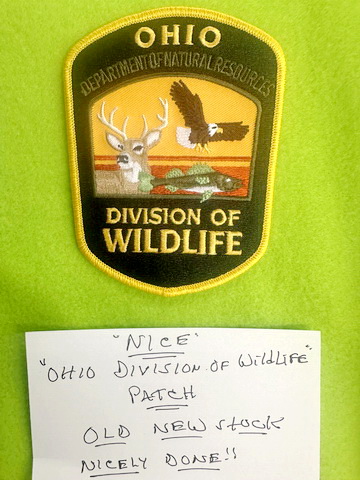 OHIO
DEPARTMENT OF NATURAL RESOURCES
DIVISION OF
WILDLIFE
"NICE"
"OHIO DIVISION OF WildliFE"
PATCH
OLD NEW STOCK
NICELY DONE!!